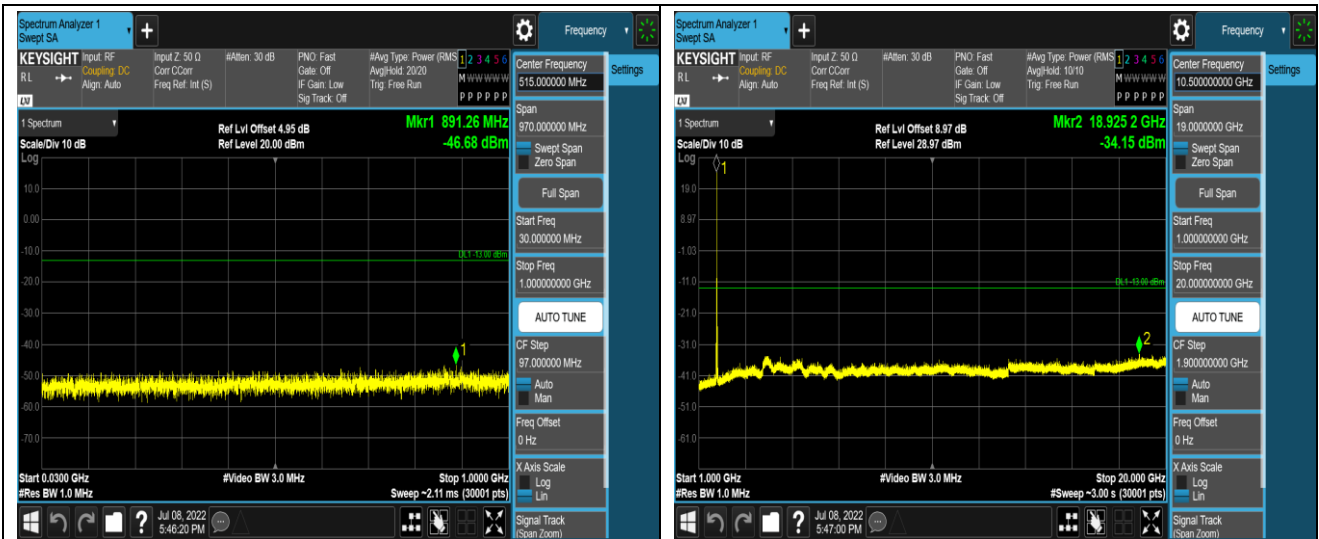 Spectrum Analyzer 1
Swept SA
+
Frequency
KEYSIGHT
Input: RF
Coupling: DC
Align: Auto
Input Z: 50 Ω
Corr CCorr
Freq Ref: Int (S)
#Atten: 30 dB
PNO: Fast
Gate: Off
IF Gain: Low
Sig Track: Off
#Avg Type: Power (RMS
Avg|Hold: 20/20
Trig: Free Run
1 2 3 4 5 6
M W W W W W
P P P P P P
RL
LXI
Center Frequency
515.000000 MHz
Settings
1 Spectrum
Ref Lvl Offset 4.95 dB
Mkr1 891.26 MHz
Scale/Div 10 dB
Ref Level 20.00 dBm
-46.68 dBm
Log
10.0
0.00
-10.0
-20.0
-30.0
-40.0
-50.0
-60.0
-70.0
DL1 -13.00 dBm
1
Start 0.0300 GHz
#Video BW 3.0 MHz
Stop 1.0000 GHz
#Res BW 1.0 MHz
Sweep ~2.11 ms (30001 pts)
Span
970.000000 MHz
Swept Span
Zero Span
Full Span
Start Freq
30.000000 MHz
Stop Freq
1.000000000 GHz
AUTO TUNE
CF Step
97.000000 MHz
Auto
Man
Freq Offset
0 Hz
X Axis Scale
Log
Lin
Signal Track
(Span Zoom)
?
Jul 08, 2022
5:46:20 PM
Spectrum Analyzer 1
Swept SA
+
Frequency
KEYSIGHT
Input: RF
Coupling: DC
Align: Auto
Input Z: 50 Ω
Corr CCorr
Freq Ref: Int (S)
#Atten: 30 dB
PNO: Fast
Gate: Off
IF Gain: Low
Sig Track: Off
#Avg Type: Power (RMS
Avg|Hold: 10/10
Trig: Free Run
1 2 3 4 5 6
M W W W W W
P P P P P P
RL
LXI
Center Frequency
10.500000000 GHz
Settings
1 Spectrum
Ref Lvl Offset 8.97 dB
Mkr2 18.925 2 GHz
Scale/Div 10 dB
Ref Level 28.97 dBm
-34.15 dBm
Log
1
19.0
8.97
-1.03
-11.0
-21.0
-31.0
-41.0
-51.0
-61.0
DL1 -13.00 dBm
2
Start 1.000 GHz
#Video BW 3.0 MHz
Stop 20.000 GHz
#Res BW 1.0 MHz
#Sweep ~3.00 s (30001 pts)
Span
19.0000000 GHz
Swept Span
Zero Span
Full Span
Start Freq
1.000000000 GHz
Stop Freq
20.000000000 GHz
AUTO TUNE
CF Step
1.900000000 GHz
Auto
Man
Freq Offset
0 Hz
X Axis Scale
Log
Lin
Signal Track
(Span Zoom)
?
Jul 08, 2022
5:47:00 PM